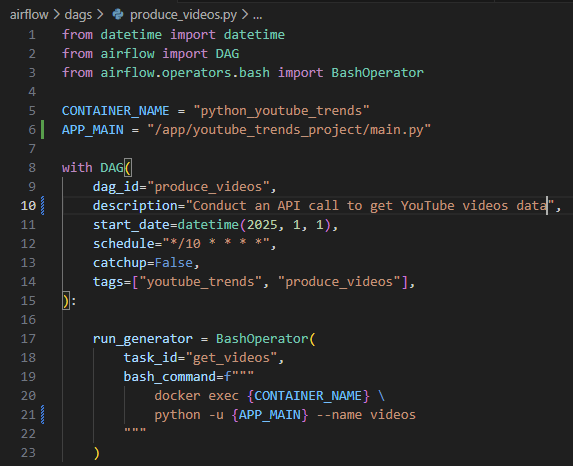 airflow > dags > produce_videos.py > ...
1 from datetime import datetime
2 from airflow import DAG
3 from airflow.operators.bash import BashOperator
4
5 CONTAINER_NAME = "python_youtube_trends"
6 APP_MAIN = "/app/youtube_trends_project/main.py"
7
8 with DAG(
9     dag_id="produce_videos",
10     description="Conduct an API call to get YouTube videos data",
11     start_date=datetime(2025, 1, 1),
12     schedule="*/10 * * * *",
13     catchup=False,
14     tags=["youtube_trends", "produce_videos"],
15 ):
16
17     run_generator = BashOperator(
18         task_id="get_videos",
19         bash_command=f"""
20             docker exec {CONTAINER_NAME} \
21             python -u {APP_MAIN} --name videos
22         """
23     )